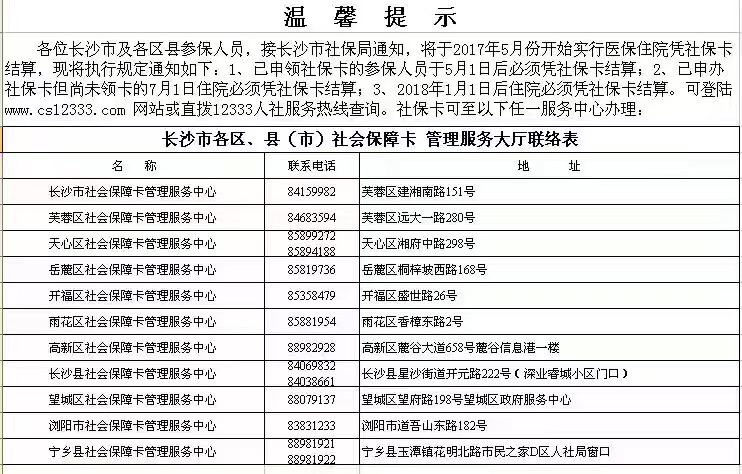 温 馨 提 示
各位长沙市及各区县参保人员，接长沙市社保局通知，将于2017年5月份开始实行医保住院凭社保卡
结算，现将执行规定通知如下：1、已申领社保卡的参保人员于5月1日后必须凭社保卡结算；2、已申办
社保卡但尚未领卡的7月1日住院必须凭社保卡结算；3、2018年1月1日后住院必须凭社保卡结算。可登陆
www.cs12333.com 网站或直拨12333人社服务热线查询。社保卡可至以下任一服务中心办理：
长沙市各区、县（市）社会保障卡 管理服务大厅联络表
名 称 联系电话 地 址
长沙市社会保障卡管理服务中心 84159982 芙蓉区建湘南路151号
芙蓉区社会保障卡管理服务中心 84683594 芙蓉区远大一路280号
天心区社会保障卡管理服务中心 85899272 85894188 天心区湘府中路298号
岳麓区社会保障卡管理服务中心 85819736 岳麓区桐梓坡西路168号
开福区社会保障卡管理服务中心 85358479 开福区盛世路26号
雨花区社会保障卡管理服务中心 85881954 雨花区香樟东路2号
高新区社会保障卡管理服务中心 88982928 高新区麓谷大道658号麓谷信息港一楼
长沙县社会保障卡管理服务中心 84069832 84038661 长沙县星沙街道开元路222号（深业睿城小区门口）
望城区社会保障卡管理服务中心 88079137 望城区望府路198号望城区政府服务中心
浏阳市社会保障卡管理服务中心 83831233 浏阳市道吾山东路182号
宁乡县社会保障卡管理服务中心 88981921 88981922 宁乡县玉潭镇花明北路市民之家D区人社局窗口